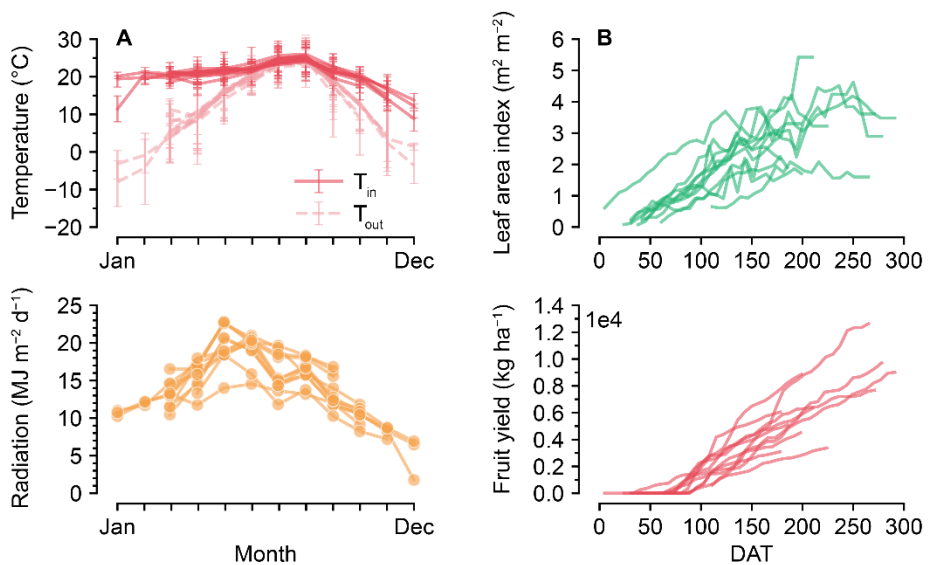 A
Temperature (°C)
30
20
10
0
−10
−20
T_in
T_out
Jan
Dec
B
Leaf area index (m² m⁻²)
6
5
4
3
2
1
0
0 50 100 150 200 250 300
Radiation (MJ m⁻² d⁻¹)
25
20
15
10
5
0
Jan
Dec
Month
Fruit yield (kg ha⁻¹)
1e4
1.4
1.2
1.0
0.8
0.6
0.4
0.2
0.0
0 50 100 150 200 250 300
DAT